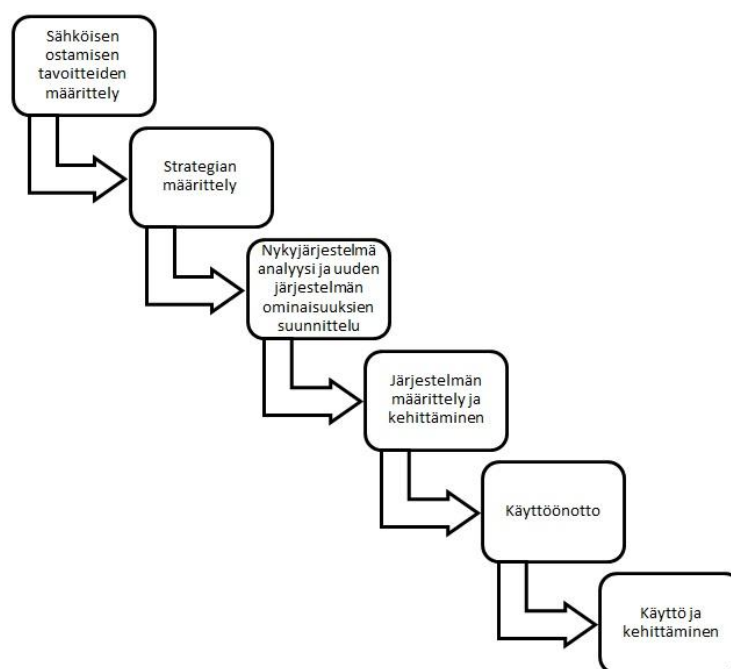 Sähköisen
ostamisen
tavoitteiden
määrittely
Strategian
määrittely
Nykyjärjestelmä
analyysi ja uuden
järjestelmän
ominaisuuksien
suunnittelu
Järjestelmän
määrittely ja
kehittäminen
Käyttöönotto
Käyttö ja
kehittäminen